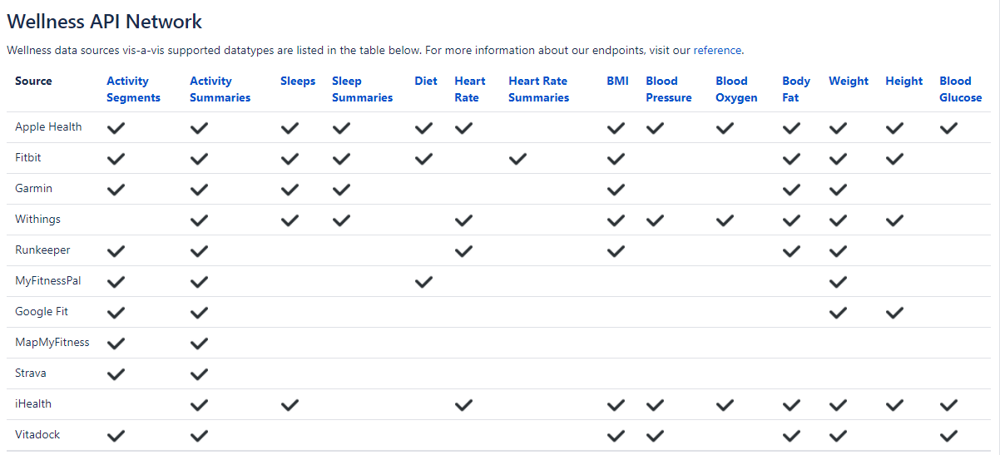 Wellness API Network
Wellness data sources vis-a-vis supported datatypes are listed in the table below. For more information about our endpoints, visit our reference.
Source Activity Segments Activity Summaries Sleeps Sleep Summaries Diet Heart Rate Heart Rate Summaries BMI Blood Pressure Blood Oxygen Body Fat Weight Height Blood Glucose
Apple Health ✓ ✓ ✓ ✓ ✓ ✓ ✓ ✓ ✓ ✓ ✓ ✓ ✓
Fitbit ✓ ✓ ✓ ✓ ✓ ✓ ✓ ✓ ✓ ✓
Garmin ✓ ✓ ✓ ✓ ✓ ✓ ✓
Withings ✓ ✓ ✓ ✓ ✓ ✓ ✓ ✓ ✓ ✓
Runkeeper ✓ ✓ ✓ ✓ ✓ ✓
MyFitnessPal ✓ ✓ ✓ ✓
Google Fit ✓ ✓ ✓ ✓
MapMyFitness ✓ ✓
Strava ✓ ✓
iHealth ✓ ✓ ✓ ✓ ✓ ✓ ✓ ✓ ✓ ✓
Vitadock ✓ ✓ ✓ ✓ ✓ ✓ ✓